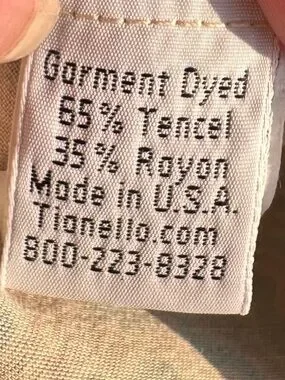 Garment Dyed
65% Tencel
35% Rayon
Made in U.S.A.
Tianello.com
800-223-8328